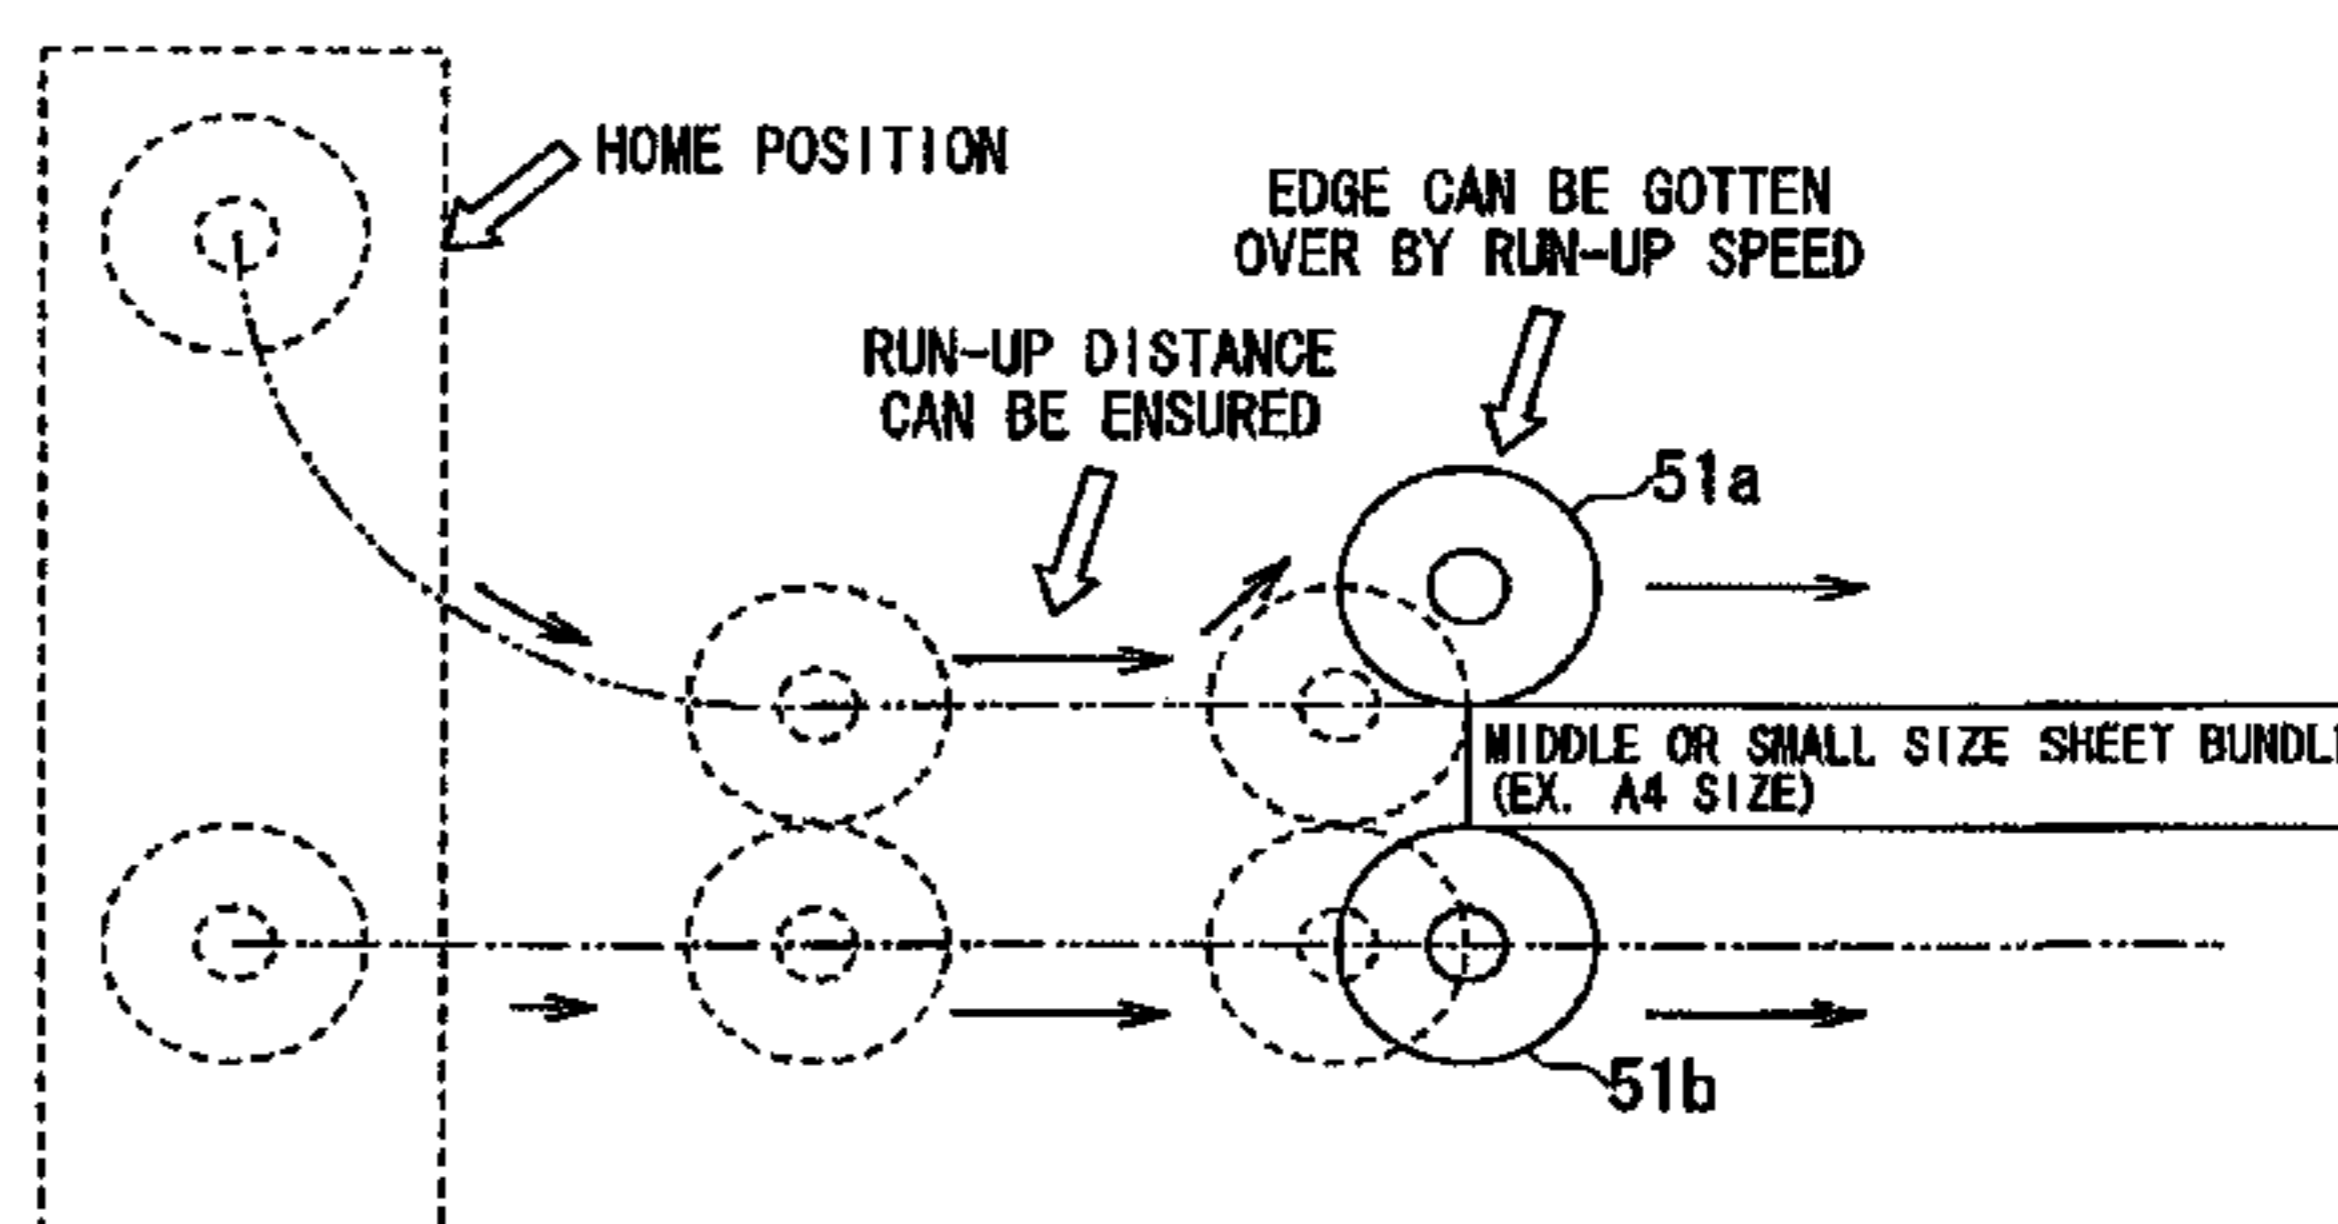 HOME POSITION
EDGE CAN BE GOTTEN
OVER BY RUN-UP SPEED
RUN-UP DISTANCE
CAN BE ENSURED
51a
MIDDLE OR SMALL SIZE SHEET BUNDL
(EX. A4 SIZE)
51b